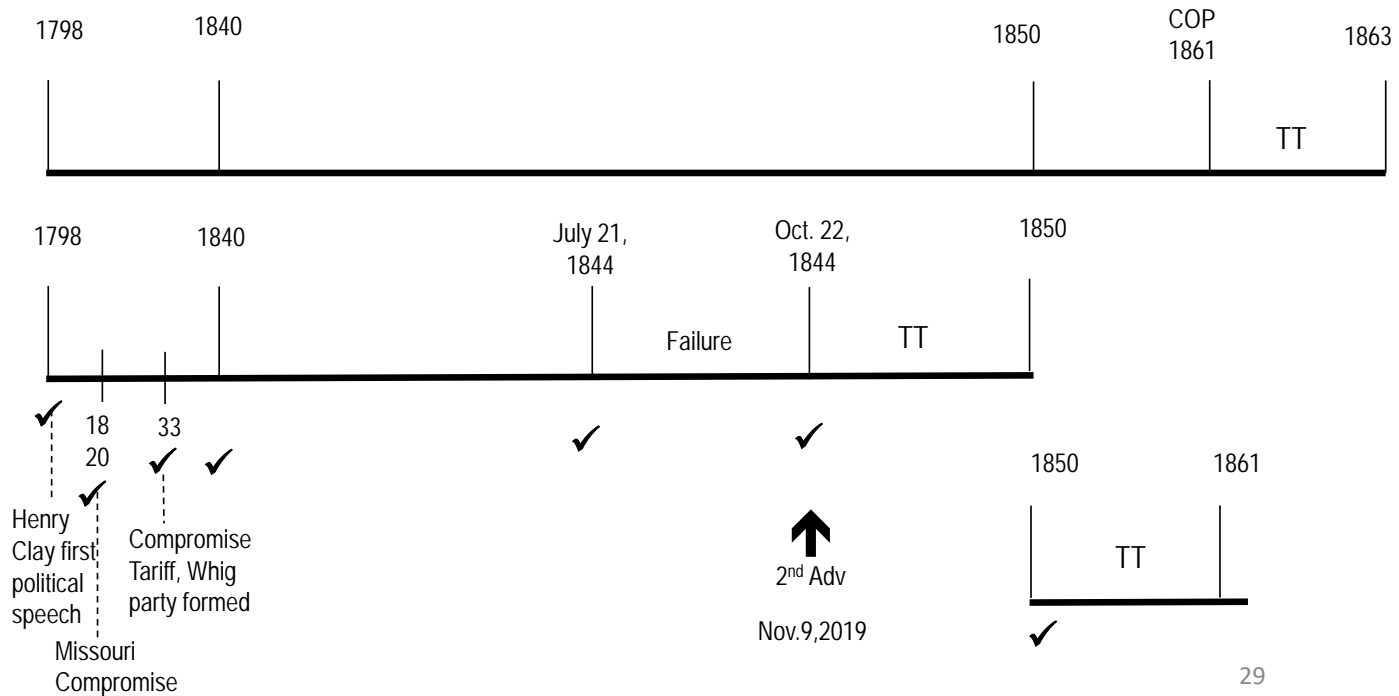 1798
1840
1850
COP
1861
1863
TT
1798
1840
July 21,
1844
Oct. 22,
1844
1850
Failure
TT
18
20
33
Henry
Clay first
political
speech
Missouri
Compromise
Compromise
Tariff, Whig
party formed
2nd Adv
Nov.9,2019
1850
1861
TT
29